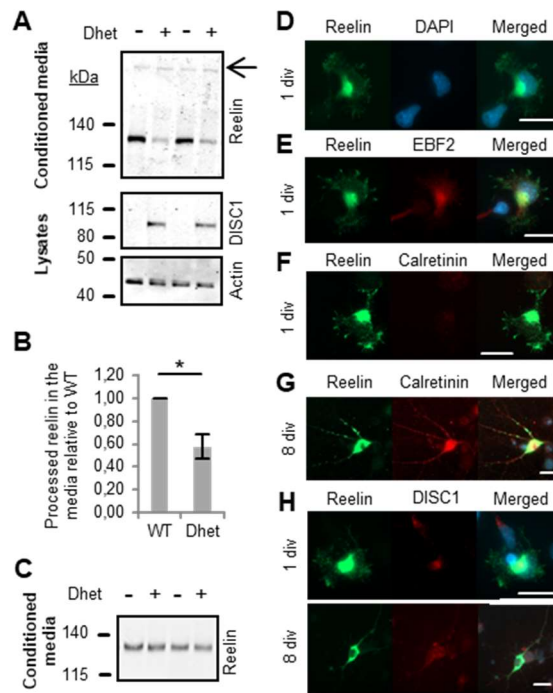 A
Dhet - + - +
kDa
140
115
Conditioned media
Reelin
115
80
DISC1
50
40
Lysates
Actin
B
Processed reelin in the
media relative to WT
1,20
1,00
0,80
0,60
0,40
0,20
0,00
*
WT Dhet
C
Dhet - + - +
140
115
Conditioned
media
Reelin
D Reelin DAPI Merged
1 div
E Reelin EBF2 Merged
1 div
F Reelin Calretinin Merged
1 div
G Reelin Calretinin Merged
8 div
H Reelin DISC1 Merged
1 div
8 div